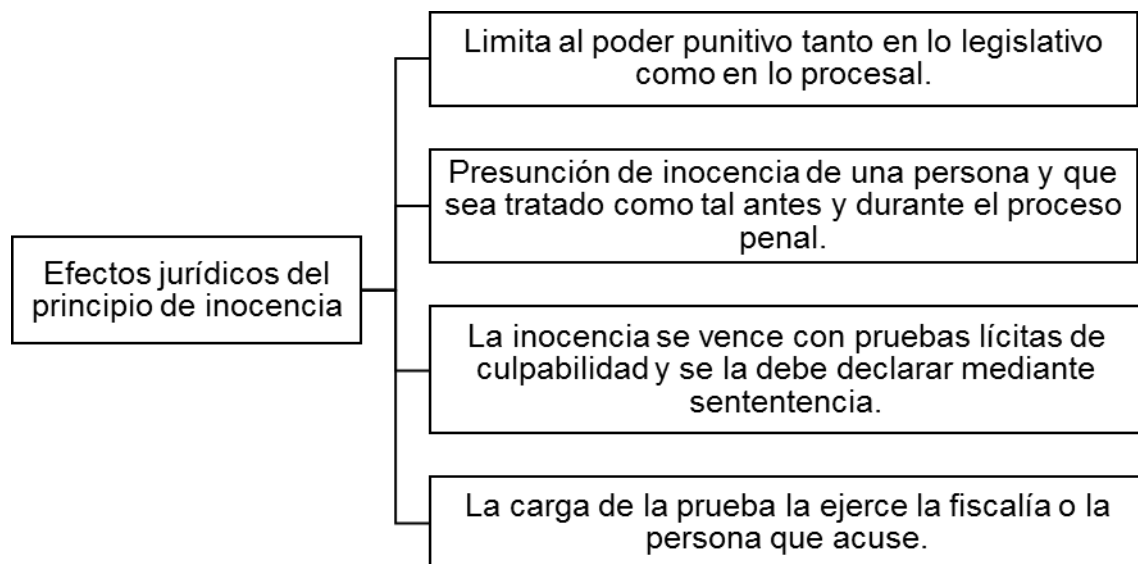 Efectos jurídicos del
principio de inocencia
Limita al poder punitivo tanto en lo legislativo
como en lo procesal.
Presunción de inocencia de una persona y que
sea tratado como tal antes y durante el proceso
penal.
La inocencia se vence con pruebas lícitas de
culpabilidad y se la debe declarar mediante
sententencia.
La carga de la prueba la ejerce la fiscalía o la
persona que acuse.